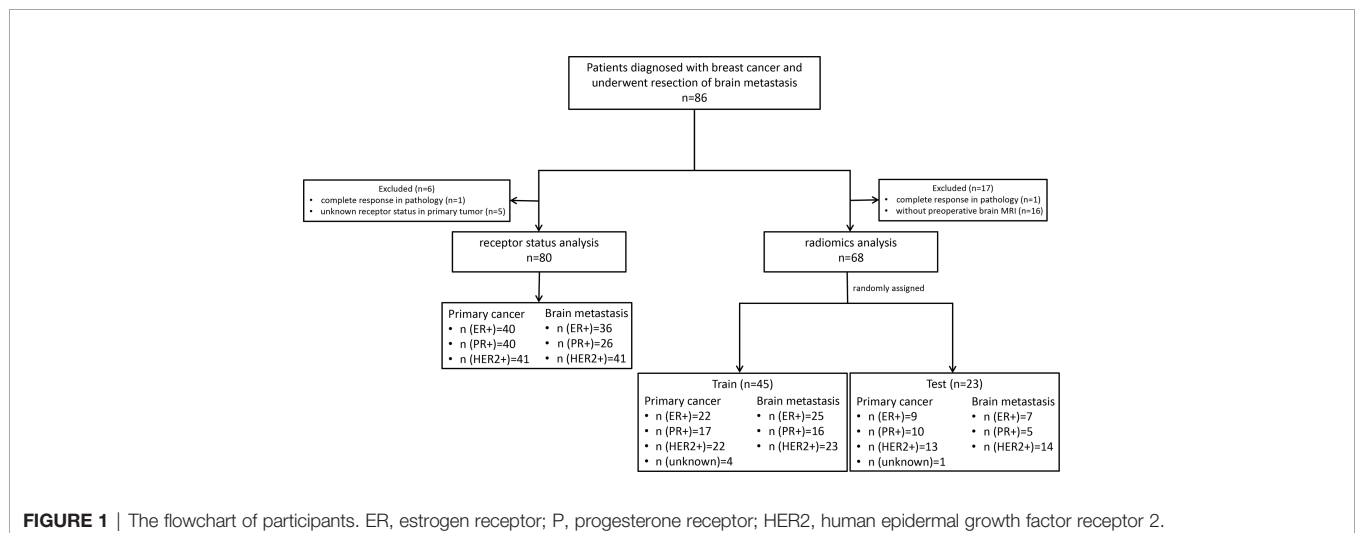 Patients diagnosed with breast cancer and
underwent resection of brain metastasis
n=86
Excluded (n=6)
• complete response in pathology (n=1)
• unknown receptor status in primary tumor (n=5)
Excluded (n=17)
• complete response in pathology (n=1)
• without preoperative brain MRI (n=16)
receptor status analysis
n=80
radiomics analysis
n=68
randomly assigned
Primary cancer
• n (ER+)=40
• n (PR+)=40
• n (HER2+)=41
Brain metastasis
• n (ER+)=36
• n (PR+)=26
• n (HER2+)=41
Train (n=45)
Primary cancer
• n (ER+)=22
• n (PR+)=17
• n (HER2+)=22
• n (unknown)=4
Brain metastasis
• n (ER+)=25
• n (PR+)=16
• n (HER2+)=23
Test (n=23)
Primary cancer
• n (ER+)=9
• n (PR+)=10
• n (HER2+)=13
• n (unknown)=1
Brain metastasis
• n (ER+)=7
• n (PR+)=5
• n (HER2+)=14
FIGURE 1 | The flowchart of participants. ER, estrogen receptor; P, progesterone receptor; HER2, human epidermal growth factor receptor 2.